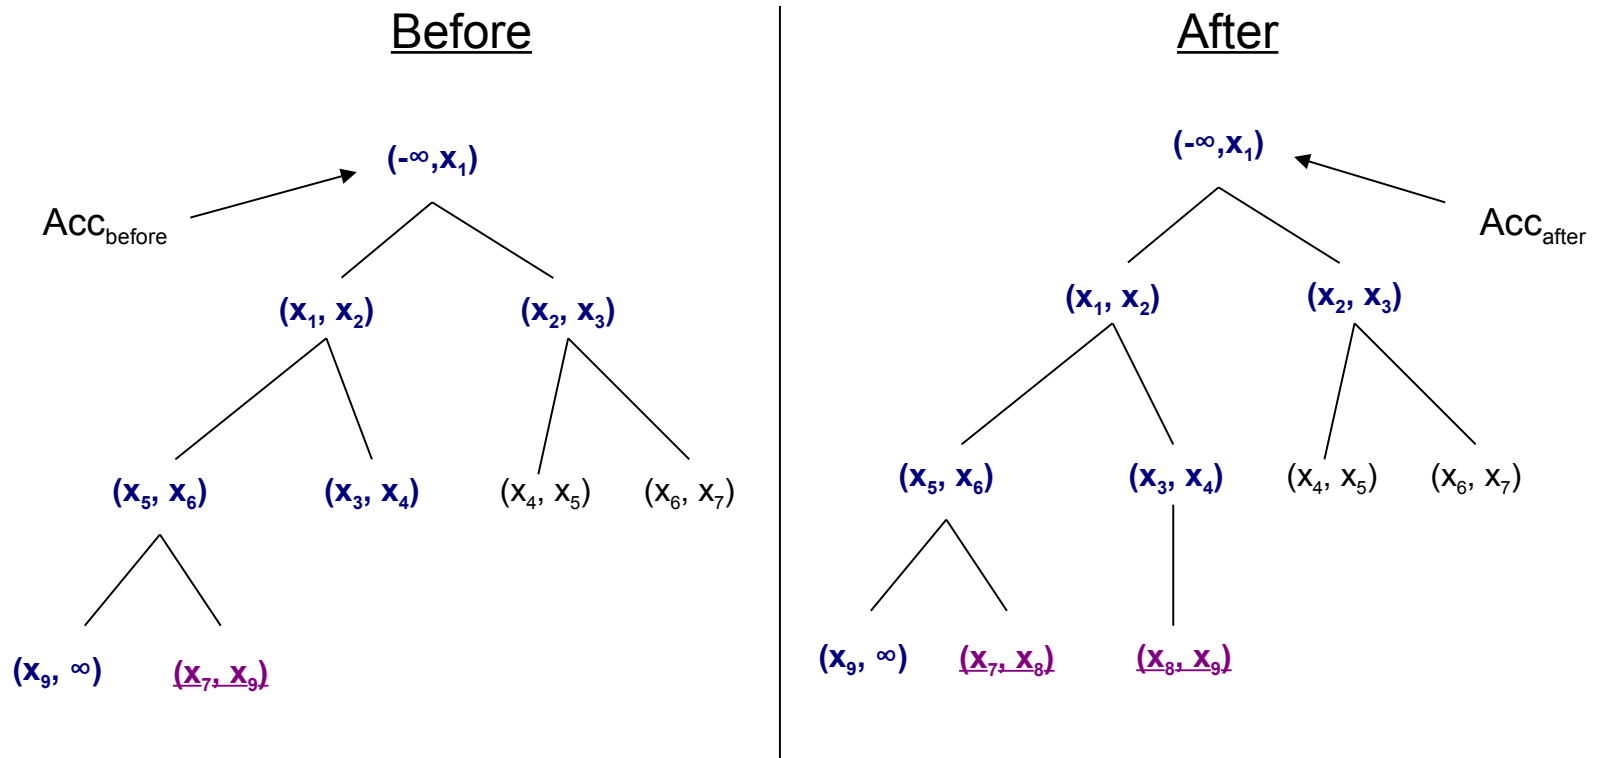 Before
(-∞,x₁)
Acc_before
(x₁, x₂) (x₂, x₃)
(x₅, x₆) (x₃, x₄) (x₄, x₅) (x₆, x₇)
(x₉, ∞) (x₇, x₉)
After
(-∞,x₁)
Acc_after
(x₁, x₂) (x₂, x₃)
(x₅, x₆) (x₃, x₄) (x₄, x₅) (x₆, x₇)
(x₉, ∞) (x₇, x₈) (x₈, x₉)